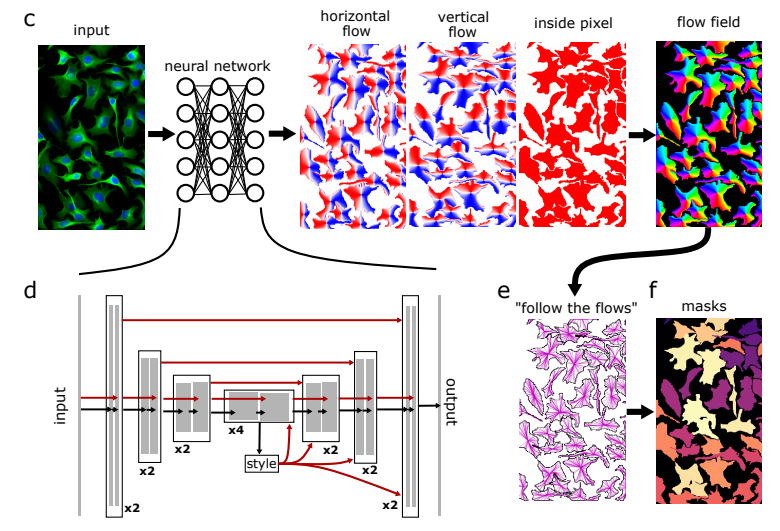 c
input
neural network
horizontal
flow
vertical
flow
inside pixel
flow field
d
input
x2
x2
x2
x4
style
x2
x2
x2
output
e
"follow the flows"
f
masks